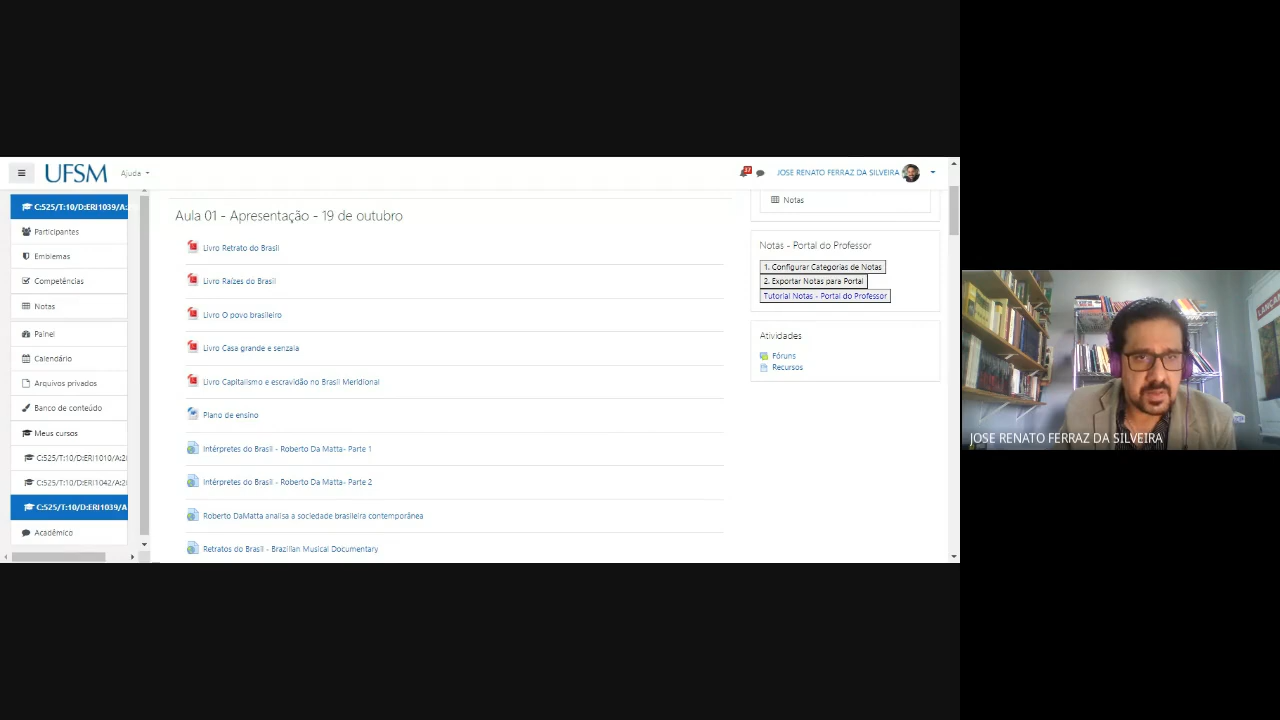 UFSM
Ajuda
JOSE RENATO FERRAZ DA SILVEIRA
C:525/T:10/D:ERI1039/A:
Participantes
Emblemas
Competências
Notas
Painel
Calendário
Arquivos privados
Banco de conteúdo
Meus cursos
C:525/T:10/D:ERI1010/A:2
C:525/T:10/D:ERI1042/A:2
C:525/T:10/D:ERI1039/A
Acadêmico
Aula 01 - Apresentação - 19 de outubro
Livro Retrato do Brasil
Livro Raízes do Brasil
Livro O povo brasileiro
Livro Casa grande e senzala
Livro Capitalismo e escravidão no Brasil Meridional
Plano de ensino
Intérpretes do Brasil - Roberto Da Matta- Parte 1
Intérpretes do Brasil - Roberto Da Matta- Parte 2
Roberto DaMatta analisa a sociedade brasileira contemporânea
Retratos do Brasil - Brazilian Musical Documentary
Notas
Notas - Portal do Professor
1. Configurar Categorias de Notas
2. Exportar Notas para Portal
Tutorial Notas - Portal do Professor
Atividades
Fóruns
Recursos
JOSE RENATO FERRAZ DA SILVEIRA